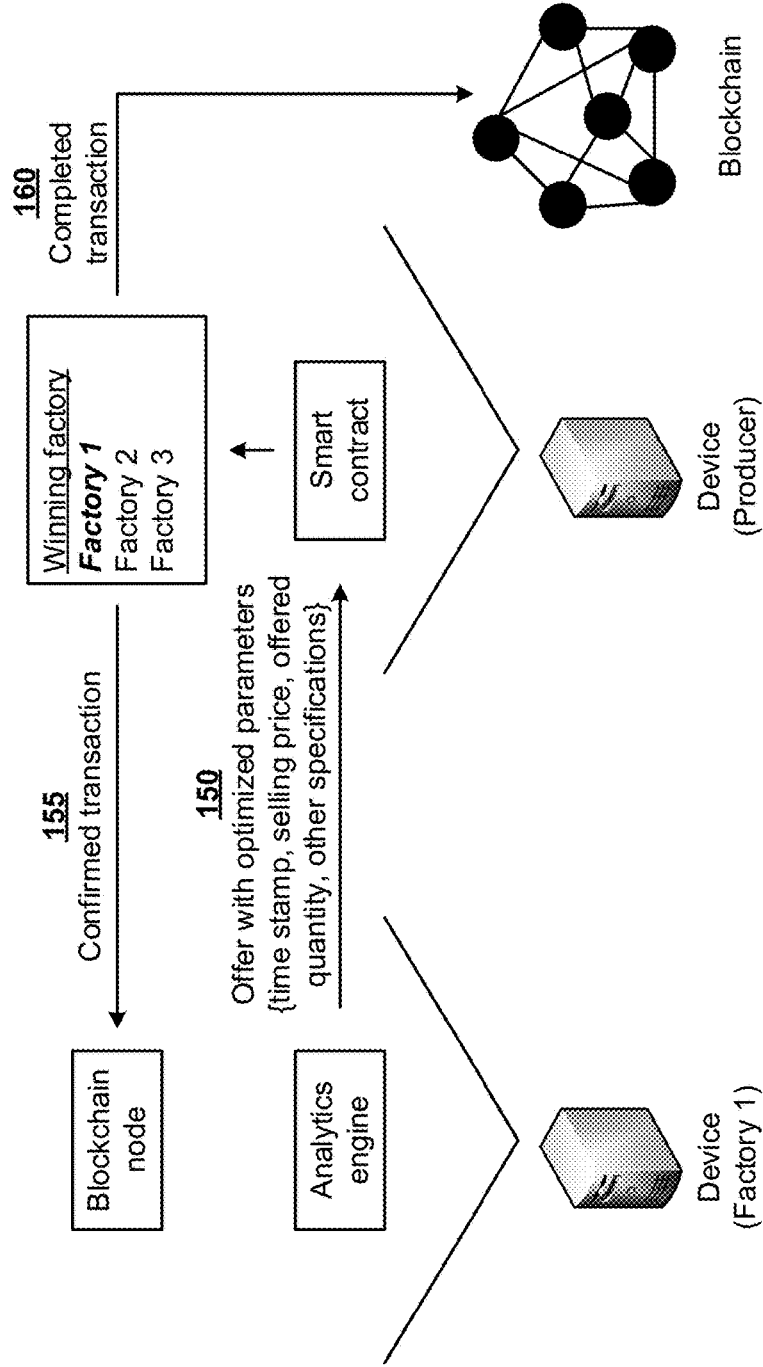 155
Confirmed transaction
Winning factory
Factory 1
Factory 2
Factory 3
160
Completed
transaction
Blockchain
node
150
Offer with optimized parameters
{time stamp, selling price, offered
quantity, other specifications}
Analytics
engine
Smart
contract
Device
(Factory 1)
Device
(Producer)
Blockchain